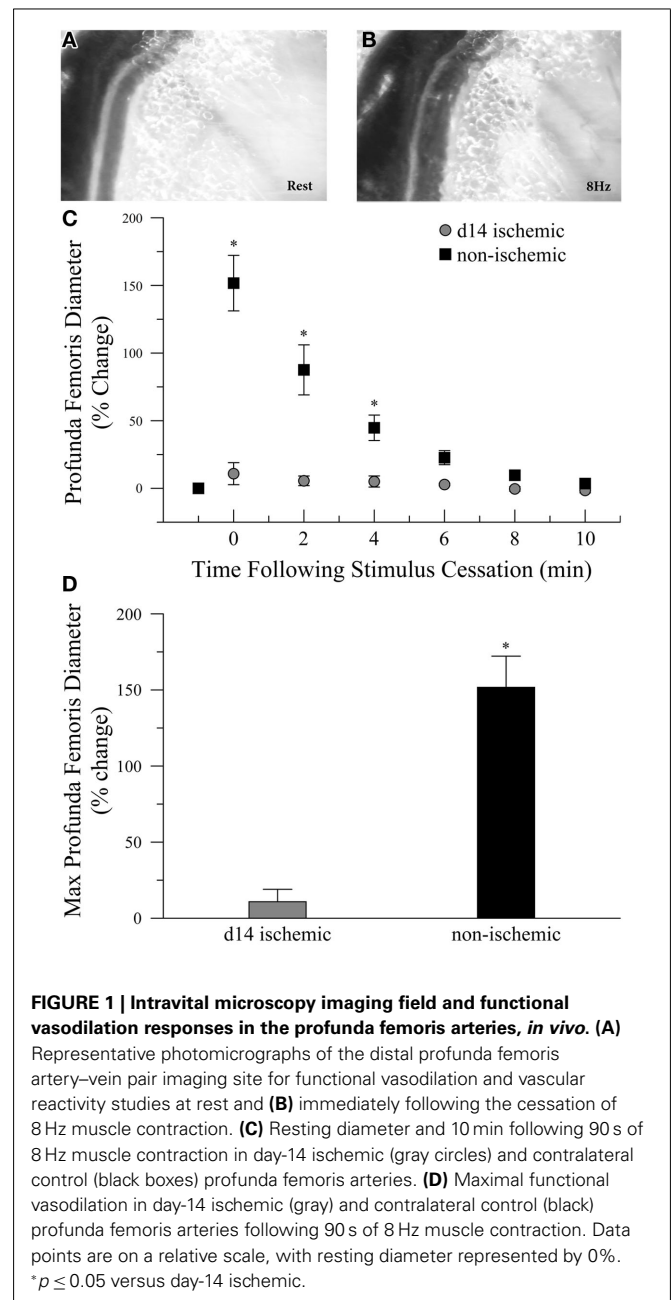 A
B
Rest
8Hz
C
200
150
100
50
0
Profunda Femoris Diameter
(% Change)
d14 ischemic
non-ischemic
*
*
*
0
2
4
6
8
10
Time Following Stimulus Cessation (min)
D
200
150
100
50
0
Max Profunda Femoris Diameter
(% change)
*
d14 ischemic
non-ischemic
FIGURE 1 | Intravital microscopy imaging field and functional
vasodilation responses in the profunda femoris arteries, in vivo. (A)
Representative photomicrographs of the distal profunda femoris
artery–vein pair imaging site for functional vasodilation and vascular
reactivity studies at rest and (B) immediately following the cessation of
8 Hz muscle contraction. (C) Resting diameter and 10 min following 90 s of
8 Hz muscle contraction in day-14 ischemic (gray circles) and contralateral
control (black boxes) profunda femoris arteries. (D) Maximal functional
vasodilation in day-14 ischemic (gray) and contralateral control (black)
profunda femoris arteries following 90 s of 8 Hz muscle contraction. Data
points are on a relative scale, with resting diameter represented by 0%.
*p ≤ 0.05 versus day-14 ischemic.